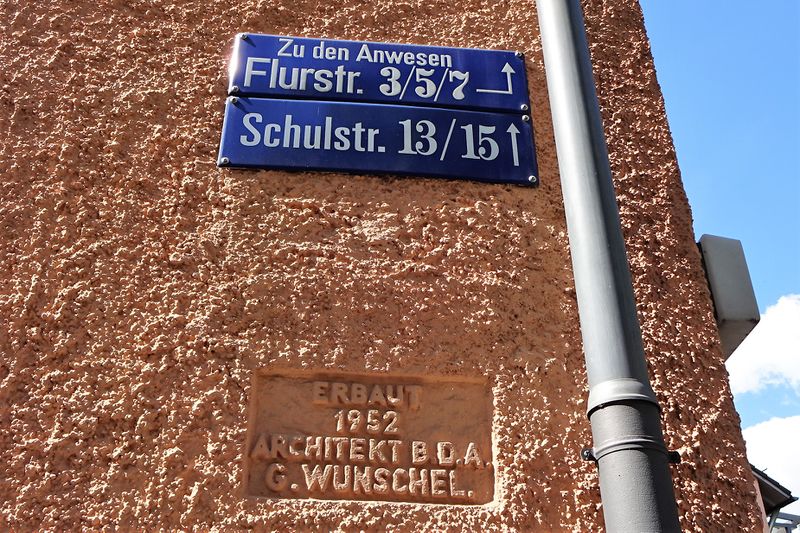 Zu den Anwesen
Flurstr. 3/5/7
Schulstr. 13/15
ERBAUT
1952
ARCHITEKT B.D.A.
G. WUNSCHEL.